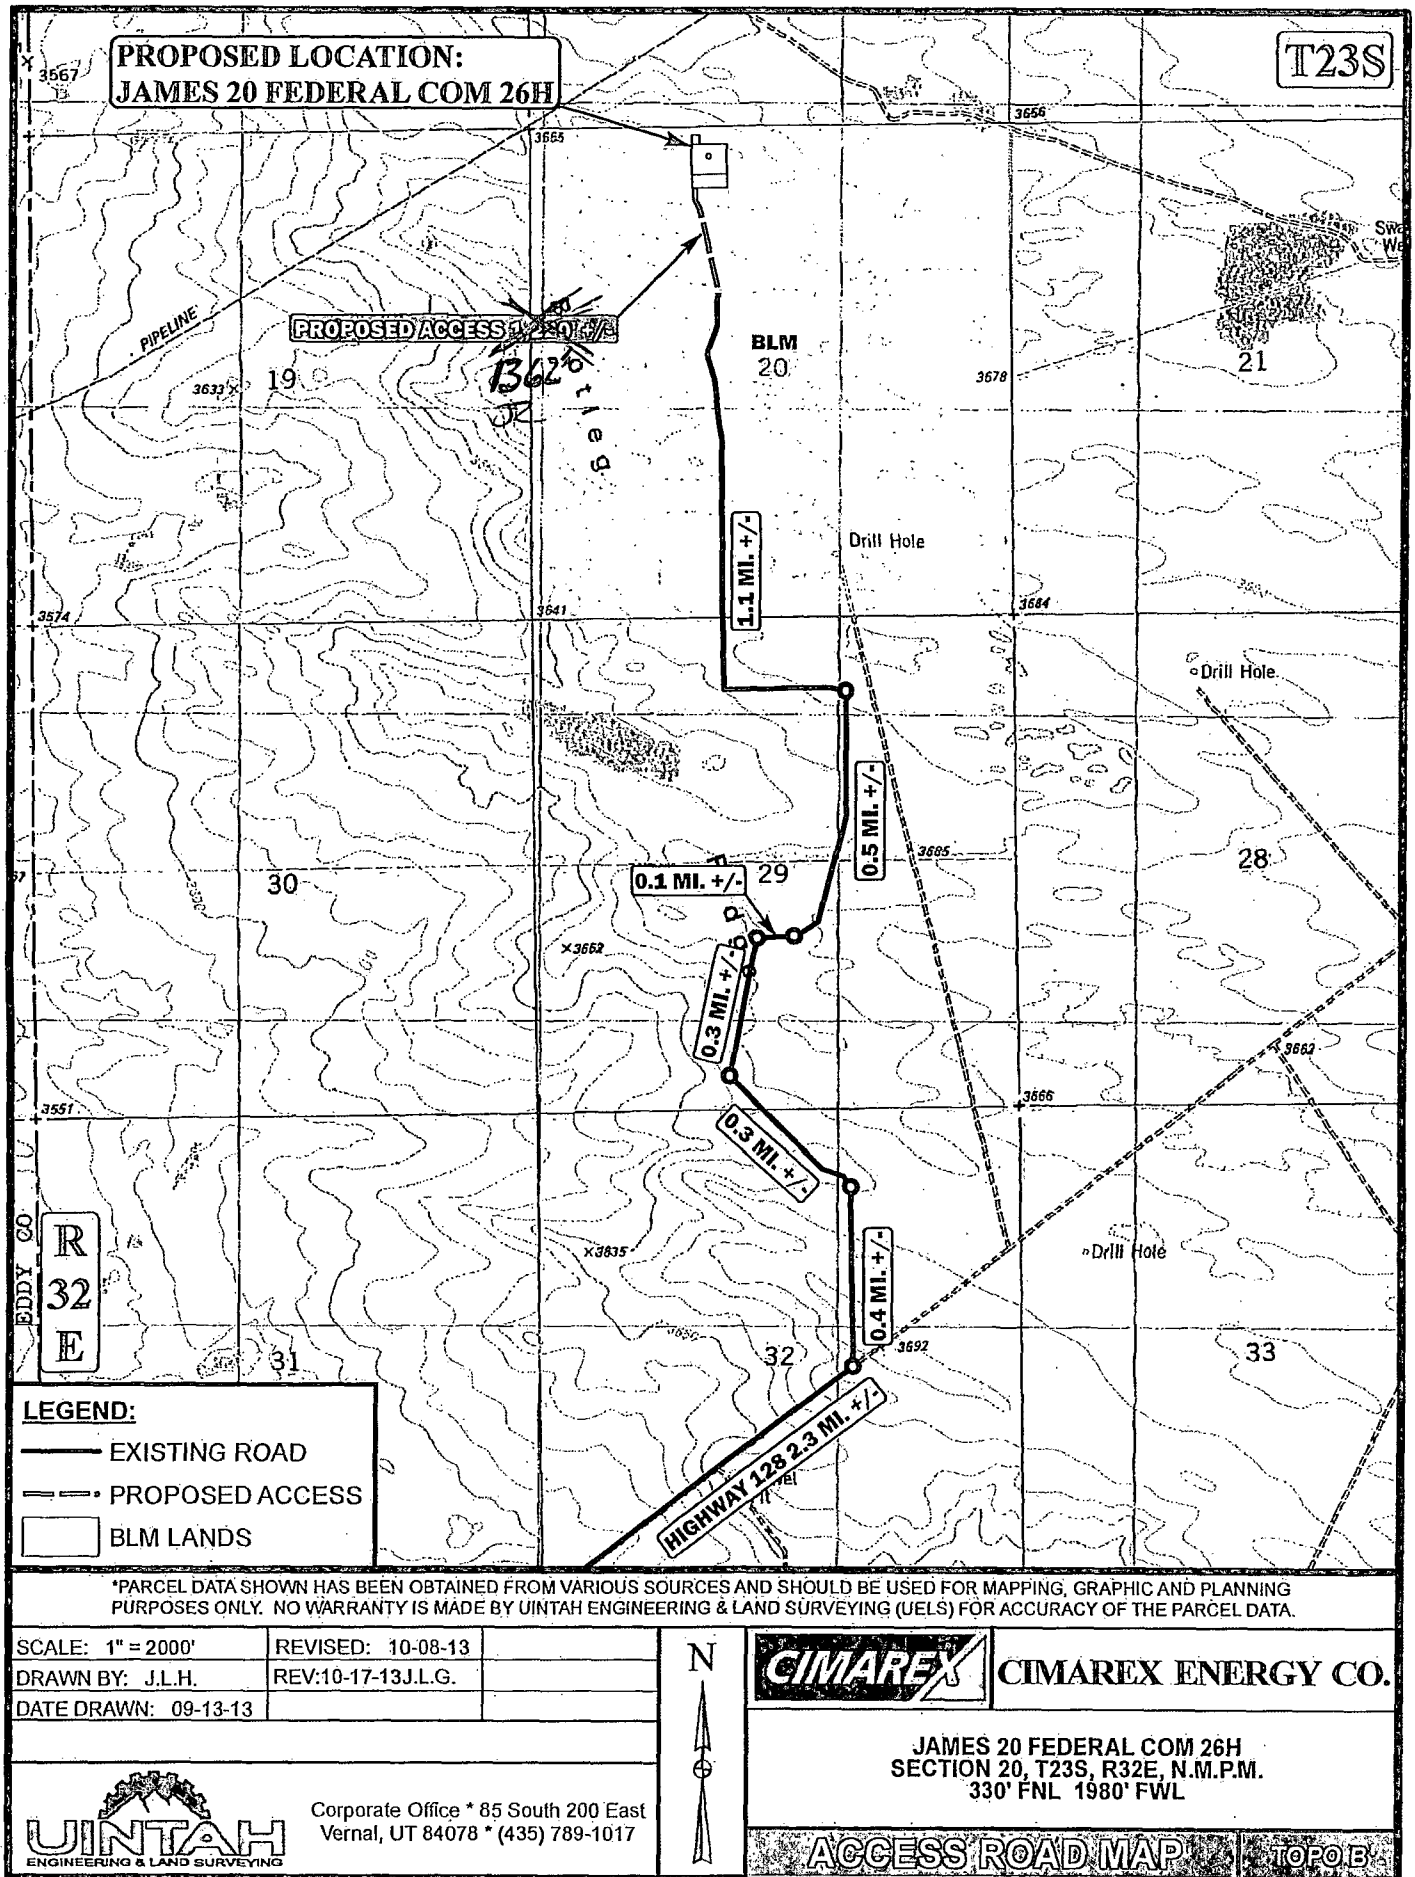 PROPOSED LOCATION:
JAMES 20 FEDERAL COM 26H
T23S
3567
3665
3656
PIPELINE
PROPOSED ACCESS
1362'
BLM
20
19
21
3633
3678
1.1 MI. +/-
Drill Hole
3574
3641
3684
Drill Hole
0.5 MI. +/-
3665
28
29
0.1 MI. +/-
30
3662
0.3 MI. +/-
3662
3551
3666
0.3 MI. +/-
R
32
E
EDDY CO
3635
Drill Hole
0.4 MI. +/-
3650
3692
31
32
33
HIGHWAY 128 2.3 MI. +/-
LEGEND:
EXISTING ROAD
PROPOSED ACCESS
BLM LANDS
*PARCEL DATA SHOWN HAS BEEN OBTAINED FROM VARIOUS SOURCES AND SHOULD BE USED FOR MAPPING, GRAPHIC AND PLANNING
PURPOSES ONLY. NO WARRANTY IS MADE BY UINTAH ENGINEERING & LAND SURVEYING (UELS) FOR ACCURACY OF THE PARCEL DATA.
SCALE: 1" = 2000'
REVISED: 10-08-13
DRAWN BY: J.L.H.
REV:10-17-13J.L.G.
DATE DRAWN: 09-13-13
N
CIMAREX
CIMAREX ENERGY CO.
JAMES 20 FEDERAL COM 26H
SECTION 20, T23S, R32E, N.M.P.M.
330' FNL 1980' FWL
UINTAH
ENGINEERING & LAND SURVEYING
Corporate Office * 85 South 200 East
Vernal, UT 84078 * (435) 789-1017
ACCESS ROAD MAP
TOPO B